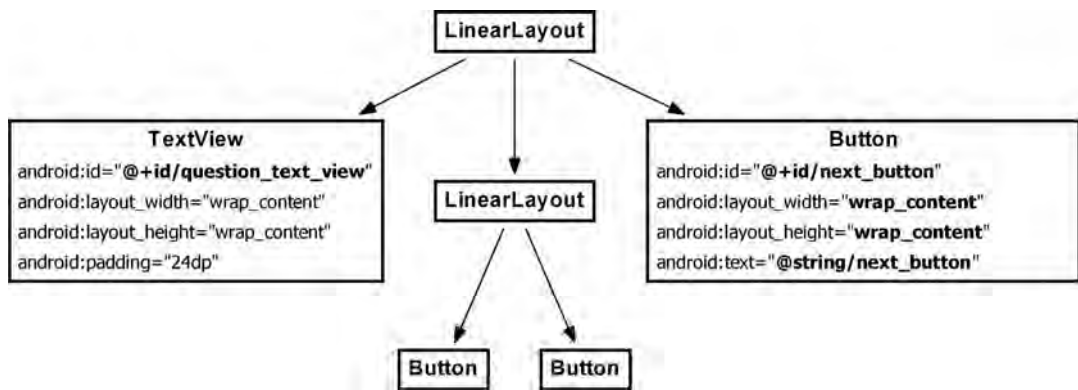 LinearLayout
TextView
android:id="@+id/question_text_view"
android:layout_width="wrap_content"
android:layout_height="wrap_content"
android:padding="24dp"
LinearLayout
Button
android:id="@+id/next_button"
android:layout_width="wrap_content"
android:layout_height="wrap_content"
android:text="@string/next_button"
Button
Button